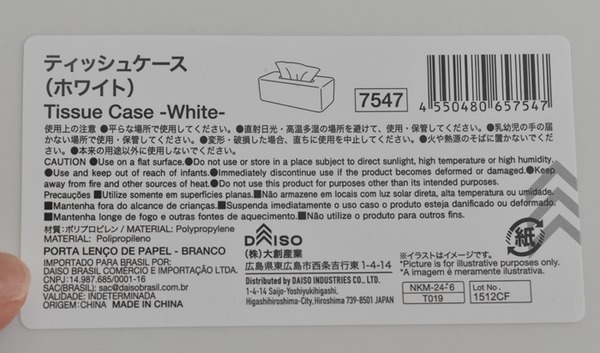 ティッシュケース
(ホワイト)
Tissue Case -White-
7547
4 550480 657547
使用上の注意 ●平らな場所で使用してください。●直射日光・高温多湿の場所を避けて、使用・保管してください。●乳幼児の手の届
かない場所で使用・保管してください。●変形・破損した場合、直ちに使用を中止してください。●火や熱源のそばに置かないでくだ
さい。●本来の用途以外に使用しないでください。
CAUTION ●Use on a flat surface.●Do not use or store in a place subject to direct sunlight, high temperature or high humidity.
●Use and keep out of reach of infants.●Immediately discontinue use if the product becomes deformed or damaged.●Keep
away from fire and other sources of heat.●Do not use this product for purposes other than its intended purposes.
Precauções ■Utilize somente em superfícies planas.■Não armazene em locais com luz solar direta, alta temperatura ou umidade.
■Mantenha fora do alcance de crianças.■Suspenda imediatamente o uso caso o produto esteja danificado ou deformado.
■Mantenha longe de fogo e outras fontes de aquecimento.■Não utilize o produto para outros fins.
材質:ポリプロピレン / MATERIAL: Polypropylene
MATERIAL: Polipropileno
PORTA LENÇO DE PAPEL - BRANCO
IMPORTADO PARA BRASIL POR:
DAISO BRASIL COMÉRCIO E IMPORTAÇÃO LTDA.
CNPJ: 14.987.685/0001-16
SAC(BRASIL): sac@daisobrasil.com.br
VALIDADE: INDETERMINADA
ORIGEM: CHINA / MADE IN CHINA
DAISO
(株)大創産業
広島県東広島市西条吉行東1-4-14
Distributed by DAISO INDUSTRIES CO., LTD.
1-4-14 Saijo-Yoshiyukihigashi,
Higashihiroshima-City, Hiroshima 739-8501 JAPAN
紙
※イラストはイメージです。
*Picture is for illustrative purposes only.
*A imagem é meramente ilustrativa.
NKM-24-6
T019
Lot No.
1512CF